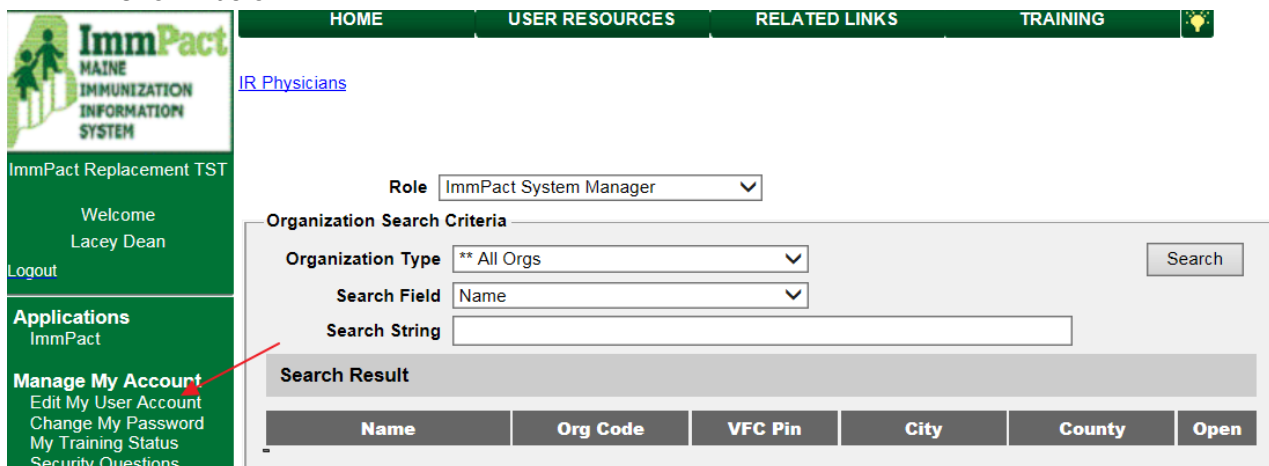 HOME USER RESOURCES RELATED LINKS TRAINING
ImmPact
MAINE
IMMUNIZATION
INFORMATION
SYSTEM
IR Physicians
ImmPact Replacement TST
Welcome
Lacey Dean
Logout
Applications
ImmPact
Manage My Account
Edit My User Account
Change My Password
My Training Status
Security Questions
Role ImmPact System Manager
Organization Search Criteria
Organization Type ** All Orgs Search
Search Field Name
Search String
Search Result
Name Org Code VFC Pin City County Open